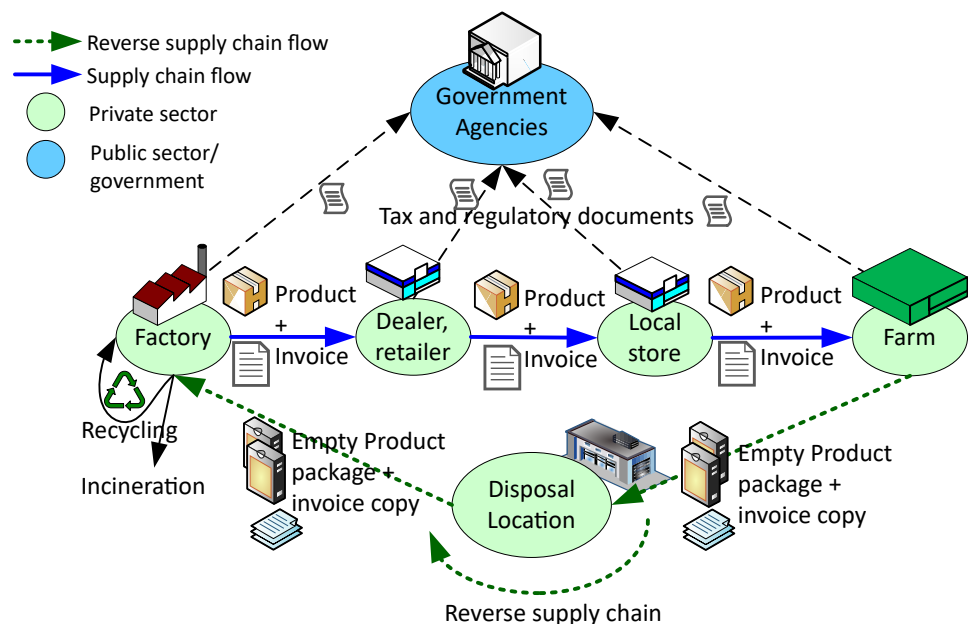 Reverse supply chain flow
Supply chain flow
Private sector
Public sector/
government
Government
Agencies
Tax and regulatory documents
Factory
Product
+
Invoice
Dealer,
retailer
Product
+
Invoice
Local
store
Product
+
Invoice
Farm
Recycling
Incineration
Empty Product
package +
invoice copy
Disposal
Location
Empty Product
package +
invoice copy
Reverse supply chain